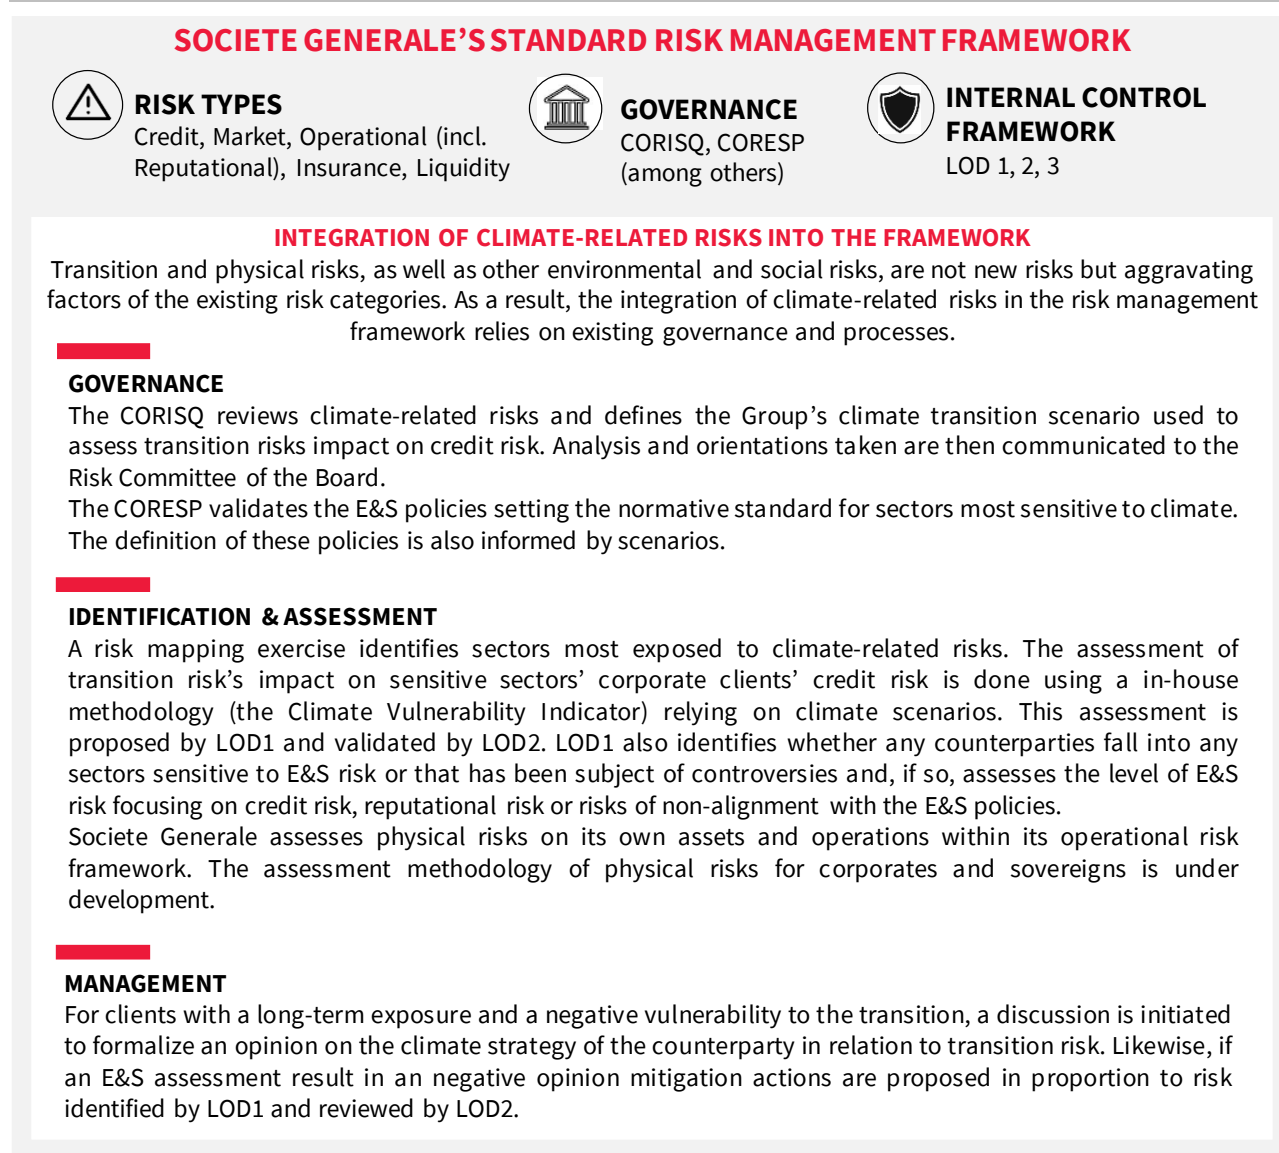 SOCIETE GENERALE'S STANDARD RISK MANAGEMENT FRAMEWORK
RISK TYPES
Credit, Market, Operational (incl.
Reputational), Insurance, Liquidity
GOVERNANCE
CORISQ, CORESP
(among others)
INTERNAL CONTROL
FRAMEWORK
LOD 1, 2, 3
INTEGRATION OF CLIMATE-RELATED RISKS INTO THE FRAMEWORK
Transition and physical risks, as well as other environmental and social risks, are not new risks but aggravating
factors of the existing risk categories. As a result, the integration of climate-related risks in the risk management
framework relies on existing governance and processes.
GOVERNANCE
The CORISQ reviews climate-related risks and defines the Group's climate transition scenario used to
assess transition risks impact on credit risk. Analysis and orientations taken are then communicated to the
Risk Committee of the Board.
The CORESP validates the E&S policies setting the normative standard for sectors most sensitive to climate.
The definition of these policies is also informed by scenarios.
IDENTIFICATION & ASSESSMENT
A risk mapping exercise identifies sectors most exposed to climate-related risks. The assessment of
transition risk's impact on sensitive sectors' corporate clients' credit risk is done using a in-house
methodology (the Climate Vulnerability Indicator) relying on climate scenarios. This assessment is
proposed by LOD1 and validated by LOD2. LOD1 also identifies whether any counterparties fall into any
sectors sensitive to E&S risk or that has been subject of controversies and, if so, assesses the level of E&S
risk focusing on credit risk, reputational risk or risks of non-alignment with the E&S policies.
Societe Generale assesses physical risks on its own assets and operations within its operational risk
framework. The assessment methodology of physical risks for corporates and sovereigns is under
development.
MANAGEMENT
For clients with a long-term exposure and a negative vulnerability to the transition, a discussion is initiated
to formalize an opinion on the climate strategy of the counterparty in relation to transition risk. Likewise, if
an E&S assessment result in an negative opinion mitigation actions are proposed in proportion to risk
identified by LOD1 and reviewed by LOD2.